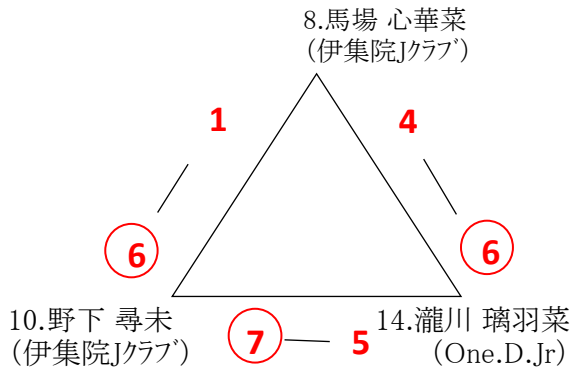 8.馬場 心華菜
(伊集院Jｸﾗﾌﾞ)
1
4
6
6
10.野下 尋未
(伊集院Jｸﾗﾌﾞ)
7
5
14.瀧川 璃羽菜
(One.D.Jr)